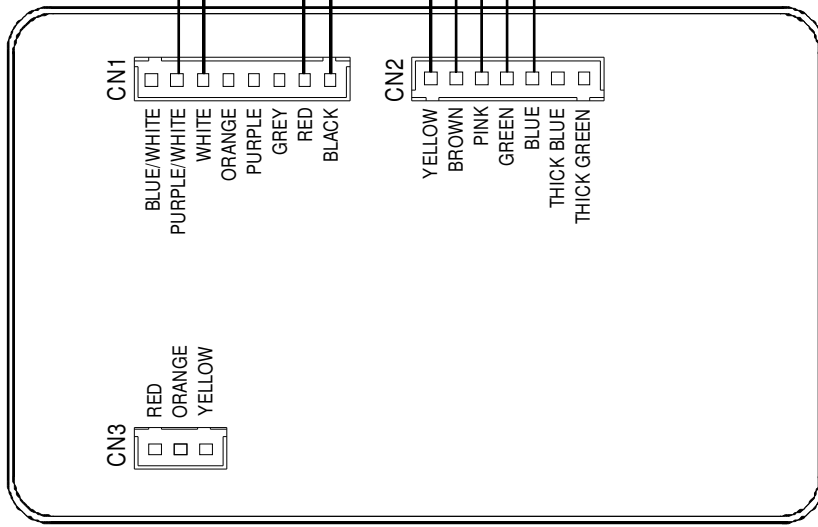 CN1
BLUE/WHITE
PURPLE/WHITE
WHITE
ORANGE
PURPLE
GREY
RED
BLACK
CN2
YELLOW
BROWN
PINK
GREEN
BLUE
THICK BLUE
THICK GREEN
CN3
RED
ORANGE
YELLOW